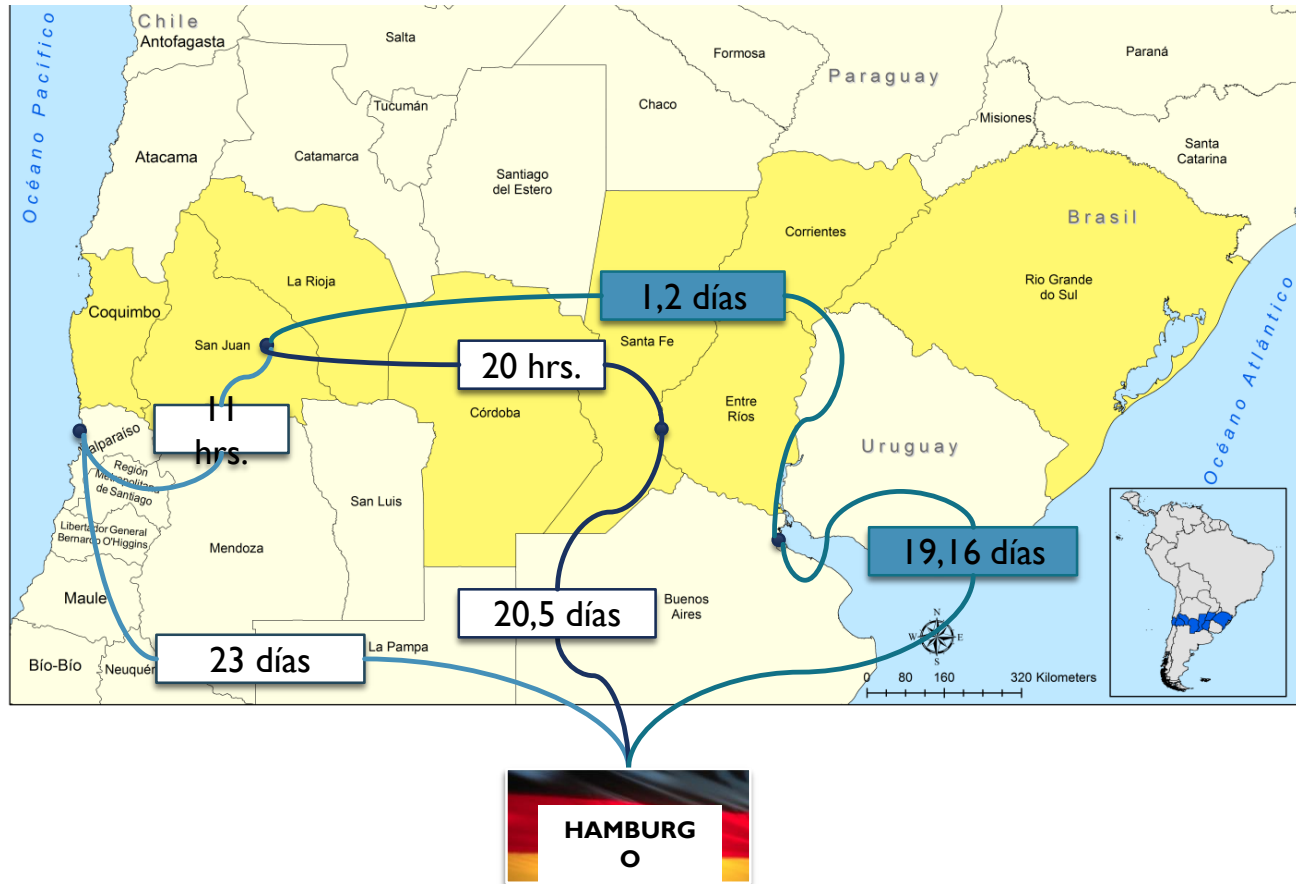 Chile
Antofagasta
Salta
Formosa
Paraná
Paraguay
Océano Pacífico
Tucumán
Chaco
Misiones
Santa
Catarina
Atacama
Catamarca
Santiago
del Estero
Brasil
Corrientes
La Rioja
Rio Grande
do Sul
Coquimbo
1,2 días
San Juan
Santa Fe
20 hrs.
Océano Atlántico
Entre
Ríos
Córdoba
11
hrs.
Valparaíso
Uruguay
Región
Metropolitana
de Santiago
San Luis
Libertador General
Bernardo O'Higgins
Mendoza
19,16 días
Maule
20,5 días
Buenos
Aires
N
W E
S
La Pampa
23 días
Bío-Bío
Neuquén
0 80 160 320 Kilometers
HAMBURG
O